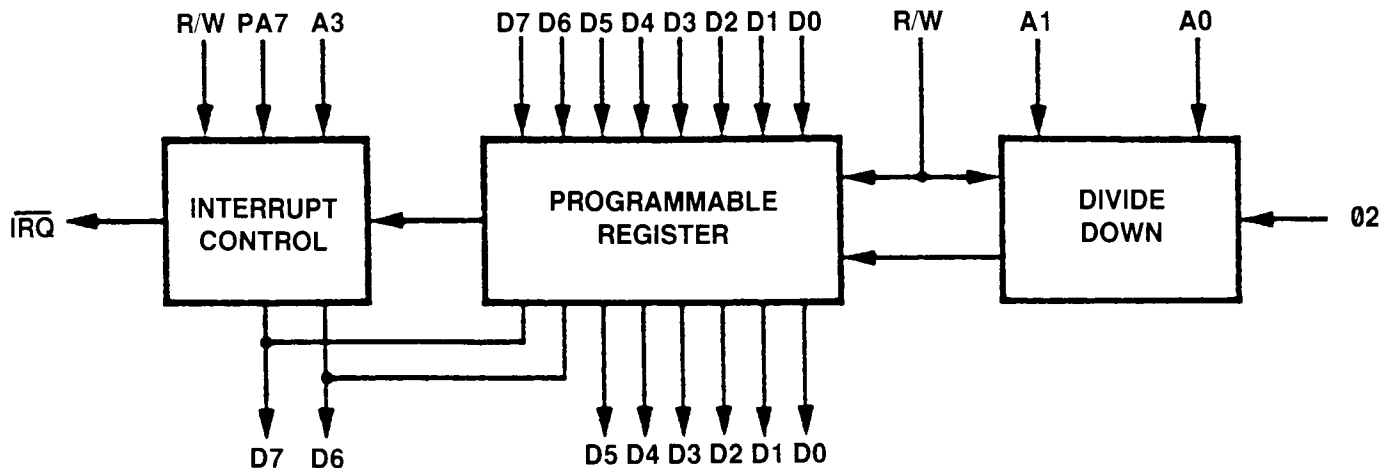 R/W PA7 A3 D7 D6 D5 D4 D3 D2 D1 D0 R/W A1 A0
INTERRUPT
CONTROL
PROGRAMMABLE
REGISTER
DIVIDE
DOWN
IRQ
02
D7 D6 D5 D4 D3 D2 D1 D0